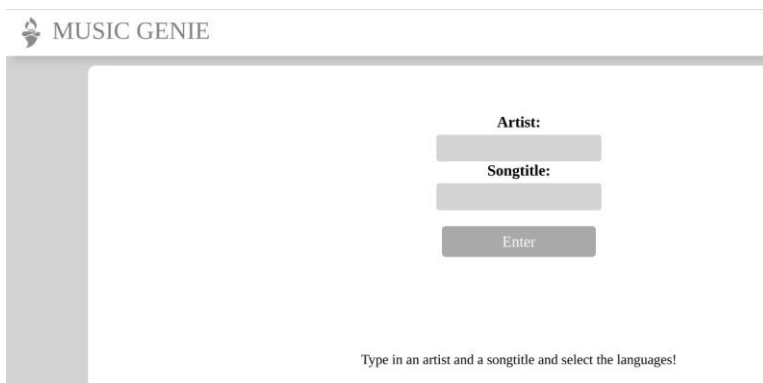 MUSIC GENIE
Artist:
Songtitle:
Enter
Type in an artist and a songtitle and select the languages!